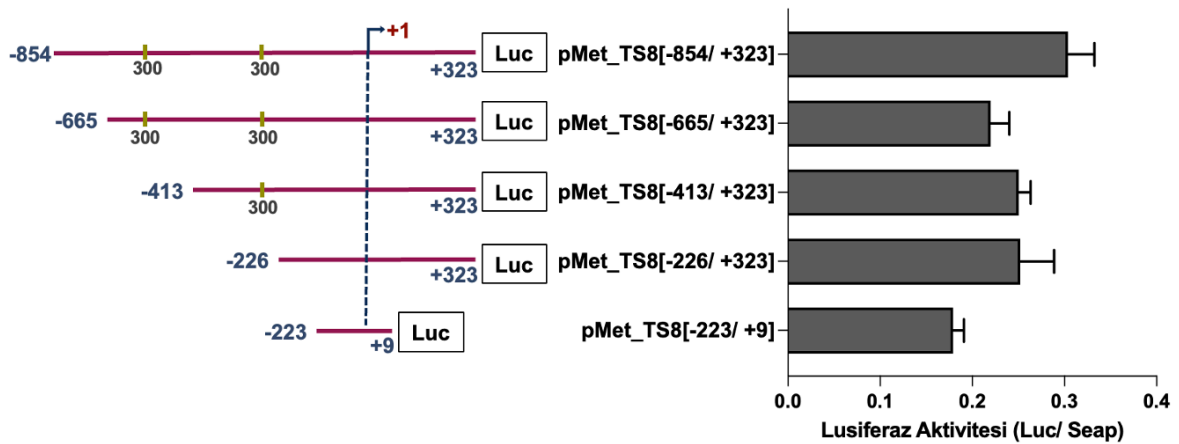 +1
-854 300 300 +323 Luc pMet_TS8[-854/ +323]
-665 300 300 +323 Luc pMet_TS8[-665/ +323]
-413 300 +323 Luc pMet_TS8[-413/ +323]
-226 +323 Luc pMet_TS8[-226/ +323]
-223 +9 Luc pMet_TS8[-223/ +9]
0.0 0.1 0.2 0.3 0.4
Lusiferaz Aktivitesi (Luc/ Seap)